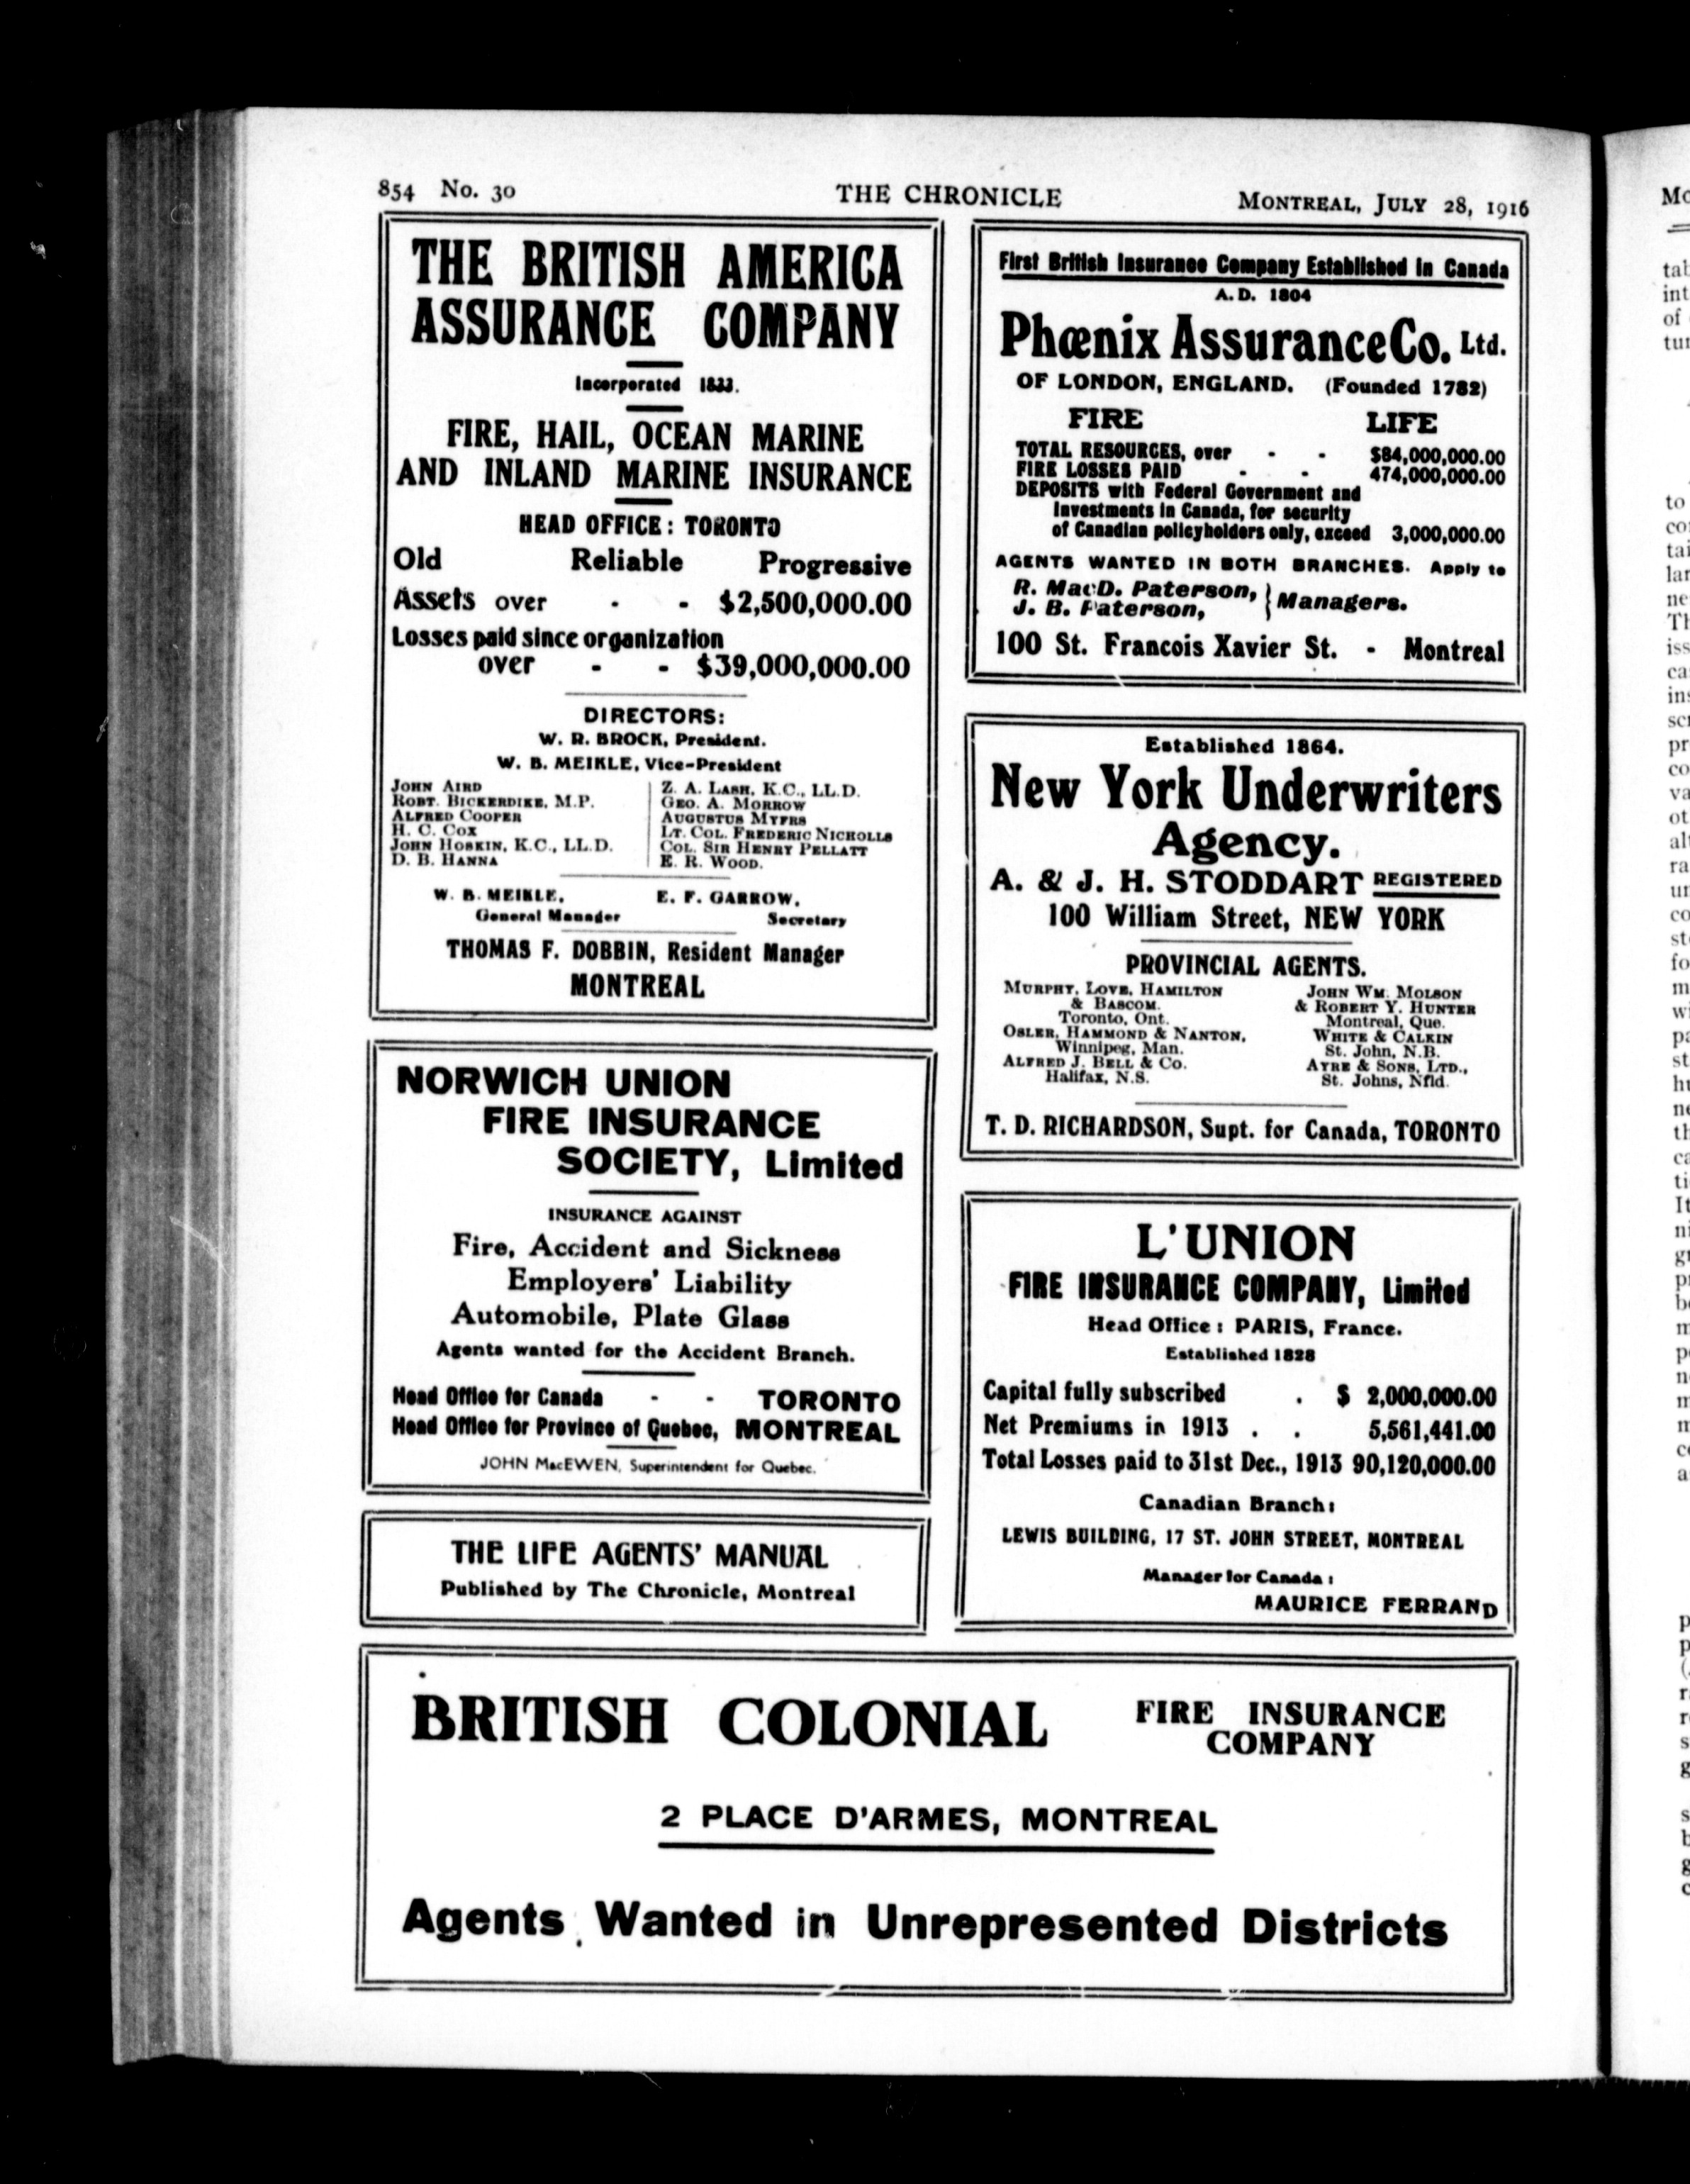 854 No. 30 THE CHRONICLE MONTREAL, JULY 28, 1916
THE BRITISH AMERICA
ASSURANCE COMPANY
Incorporated 1833.
FIRE, HAIL, OCEAN MARINE
AND INLAND MARINE INSURANCE
HEAD OFFICE: TORONTO
Old Reliable Progressive
Assets over - - $2,500,000.00
Losses paid since organization
over - - $39,000,000.00
DIRECTORS:
W. R. BROCK, President.
W. B. MEIKLE, Vice-President
JOHN AIRD
ROBT. BICKERDIKE, M.P.
ALFRED COOPER
H. C. COX
JOHN HOSKIN, K.C., LL.D.
D. B. HANNA
Z. A. LASH, K.C., LL.D.
GEO. A. MORROW
AUGUSTUS MYERS
LT. COL. FREDERIC NICHOLLS
COL. SIR HENRY PELLATT
E. R. WOOD.
W. B. MEIKLE, E. F. GARROW,
General Manager Secretary
THOMAS F. DOBBIN, Resident Manager
MONTREAL
NORWICH UNION
FIRE INSURANCE
SOCIETY, Limited
INSURANCE AGAINST
Fire, Accident and Sickness
Employers' Liability
Automobile, Plate Glass
Agents wanted for the Accident Branch.
Head Office for Canada - - TORONTO
Head Office for Province of Quebec, MONTREAL
JOHN MacEWEN, Superintendent for Quebec.
THE LIFE AGENTS' MANUAL
Published by The Chronicle, Montreal
First British Insurance Company Established in Canada
A.D. 1804
Phœnix Assurance Co. Ltd.
OF LONDON, ENGLAND. (Founded 1782)
FIRE LIFE
TOTAL RESOURCES, over - - $84,000,000.00
FIRE LOSSES PAID - - 474,000,000.00
DEPOSITS with Federal Government and
Investments in Canada, for security
of Canadian policyholders only, exceed 3,000,000.00
AGENTS WANTED IN BOTH BRANCHES. Apply to
R. MacD. Paterson, } Managers.
J. B. Paterson,
100 St. Francois Xavier St. - Montreal
Established 1864.
New York Underwriters
Agency.
A. & J. H. STODDART REGISTERED
100 William Street, NEW YORK
PROVINCIAL AGENTS.
MURPHY, LOVE, HAMILTON
& BASCOM.
Toronto, Ont.
OSLER, HAMMOND & NANTON,
Winnipeg, Man.
ALFRED J. BELL & CO.
Halifax, N.S.
JOHN WM. MOLSON
& ROBERT Y. HUNTER
Montreal, Que.
WHITE & CALKIN
St. John, N.B.
AYRE & SONS, LTD.,
St. Johns, Nfld.
T. D. RICHARDSON, Supt. for Canada, TORONTO
L'UNION
FIRE INSURANCE COMPANY, Limited
Head Office : PARIS, France.
Established 1828
Capital fully subscribed . $ 2,000,000.00
Net Premiums in 1913 . . 5,561,441.00
Total Losses paid to 31st Dec., 1913 90,120,000.00
Canadian Branch:
LEWIS BUILDING, 17 ST. JOHN STREET, MONTREAL
Manager for Canada :
MAURICE FERRAND
BRITISH COLONIAL FIRE INSURANCE
COMPANY
2 PLACE D'ARMES, MONTREAL
Agents Wanted in Unrepresented Districts